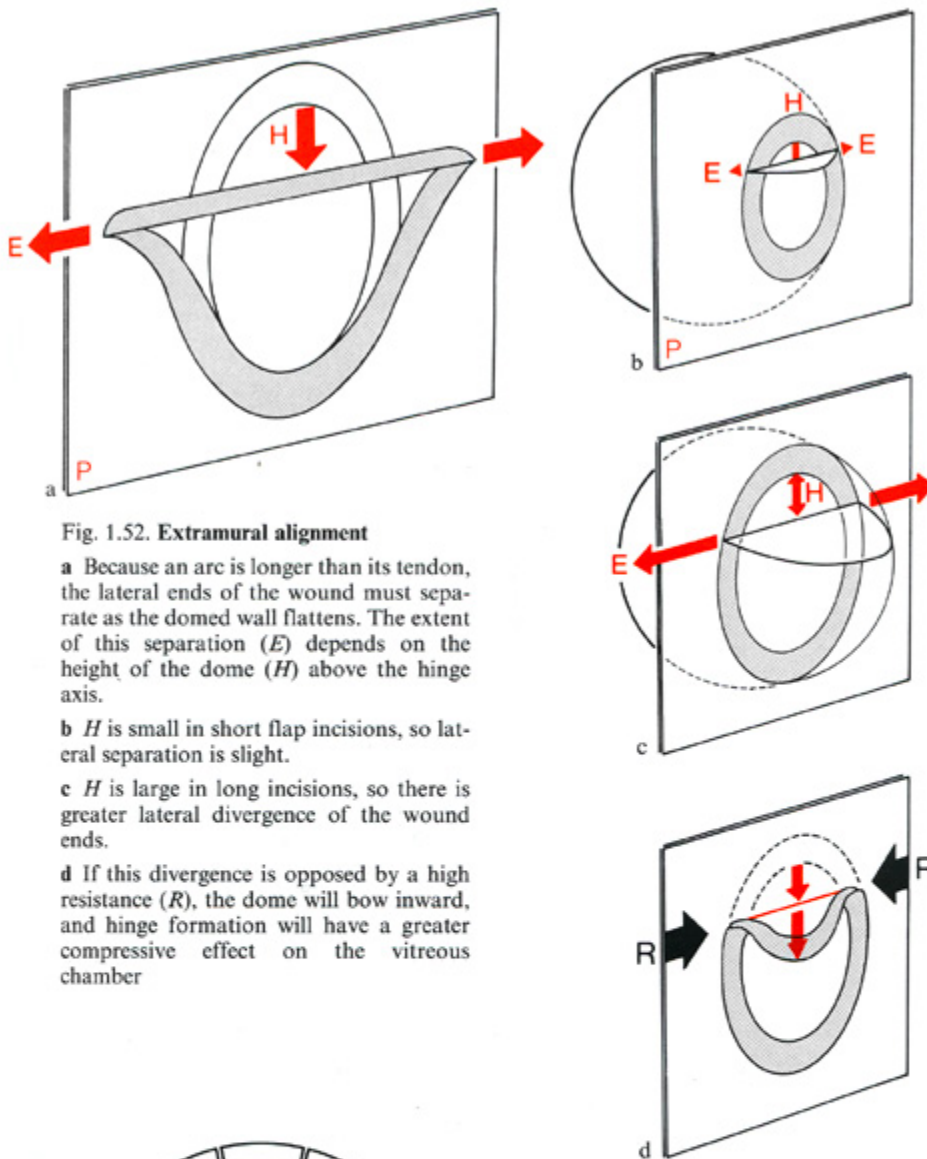 H
E
P
a
H
E
E
P
b
H
E
c
R
R
d
Fig. 1.52. Extramural alignment
a Because an arc is longer than its tendon,
the lateral ends of the wound must sepa-
rate as the domed wall flattens. The extent
of this separation (E) depends on the
height of the dome (H) above the hinge
axis.
b H is small in short flap incisions, so lat-
eral separation is slight.
c H is large in long incisions, so there is
greater lateral divergence of the wound
ends.
d If this divergence is opposed by a high
resistance (R), the dome will bow inward,
and hinge formation will have a greater
compressive effect on the vitreous
chamber